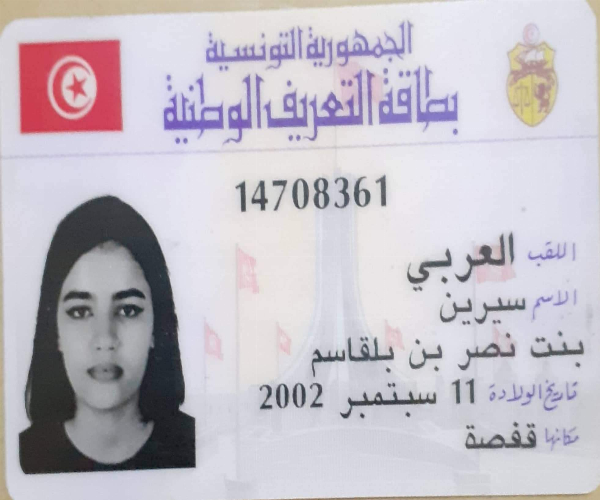 الجمهورية التونسية
بطاقة التعريف الوطنية
14708361
اللقب العربي
الاسم سيرين
بنت نصر بن بلقاسم
تاريخ الولادة 11 سبتمبر 2002
مكانها قفصة